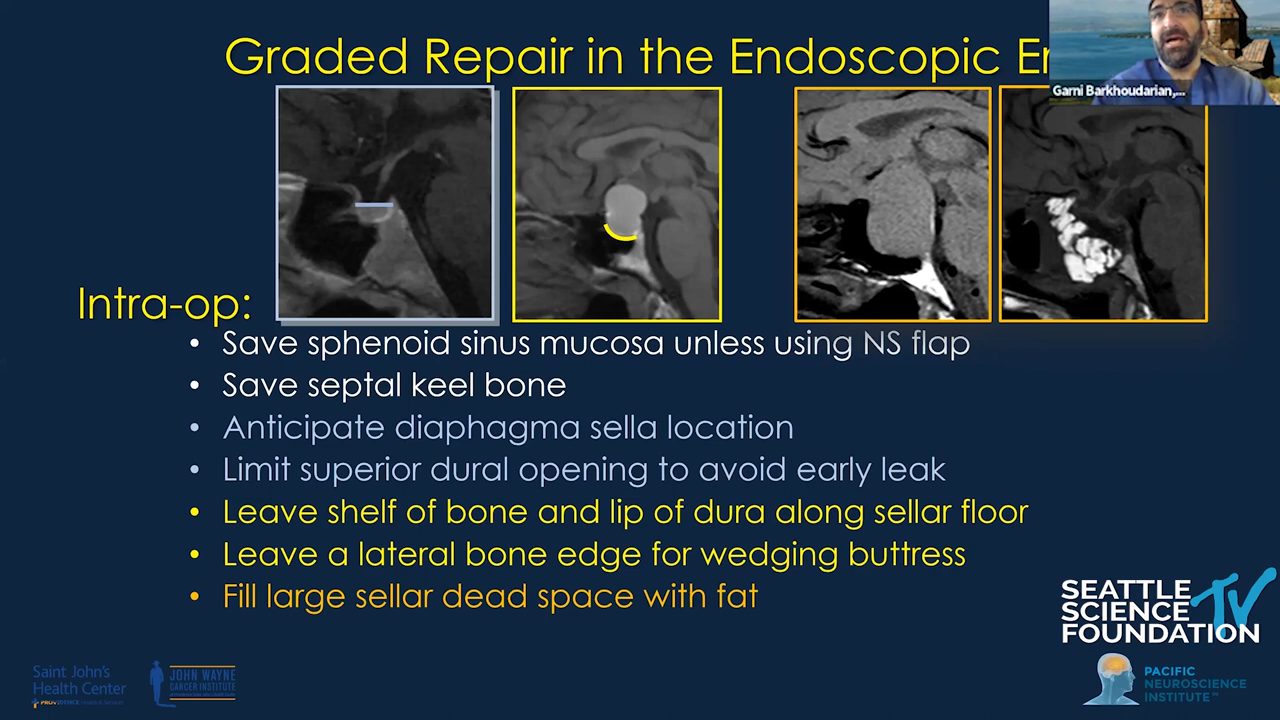 Graded Repair in the Endoscopic
Garni Barkhoudarian,...
Intra-op:
• Save sphenoid sinus mucosa unless using NS flap
• Save septal keel bone
• Anticipate diaphagma sella location
• Limit superior dural opening to avoid early leak
• Leave shelf of bone and lip of dura along sellar floor
• Leave a lateral bone edge for wedging buttress
• Fill large sellar dead space with fat
SEATTLE
SCIENCE TV
FOUNDATION
Saint John's
Health Center
PROVIDENCE
JOHN WAYNE
CANCER INSTITUTE
PACIFIC
NEUROSCIENCE
INSTITUTE